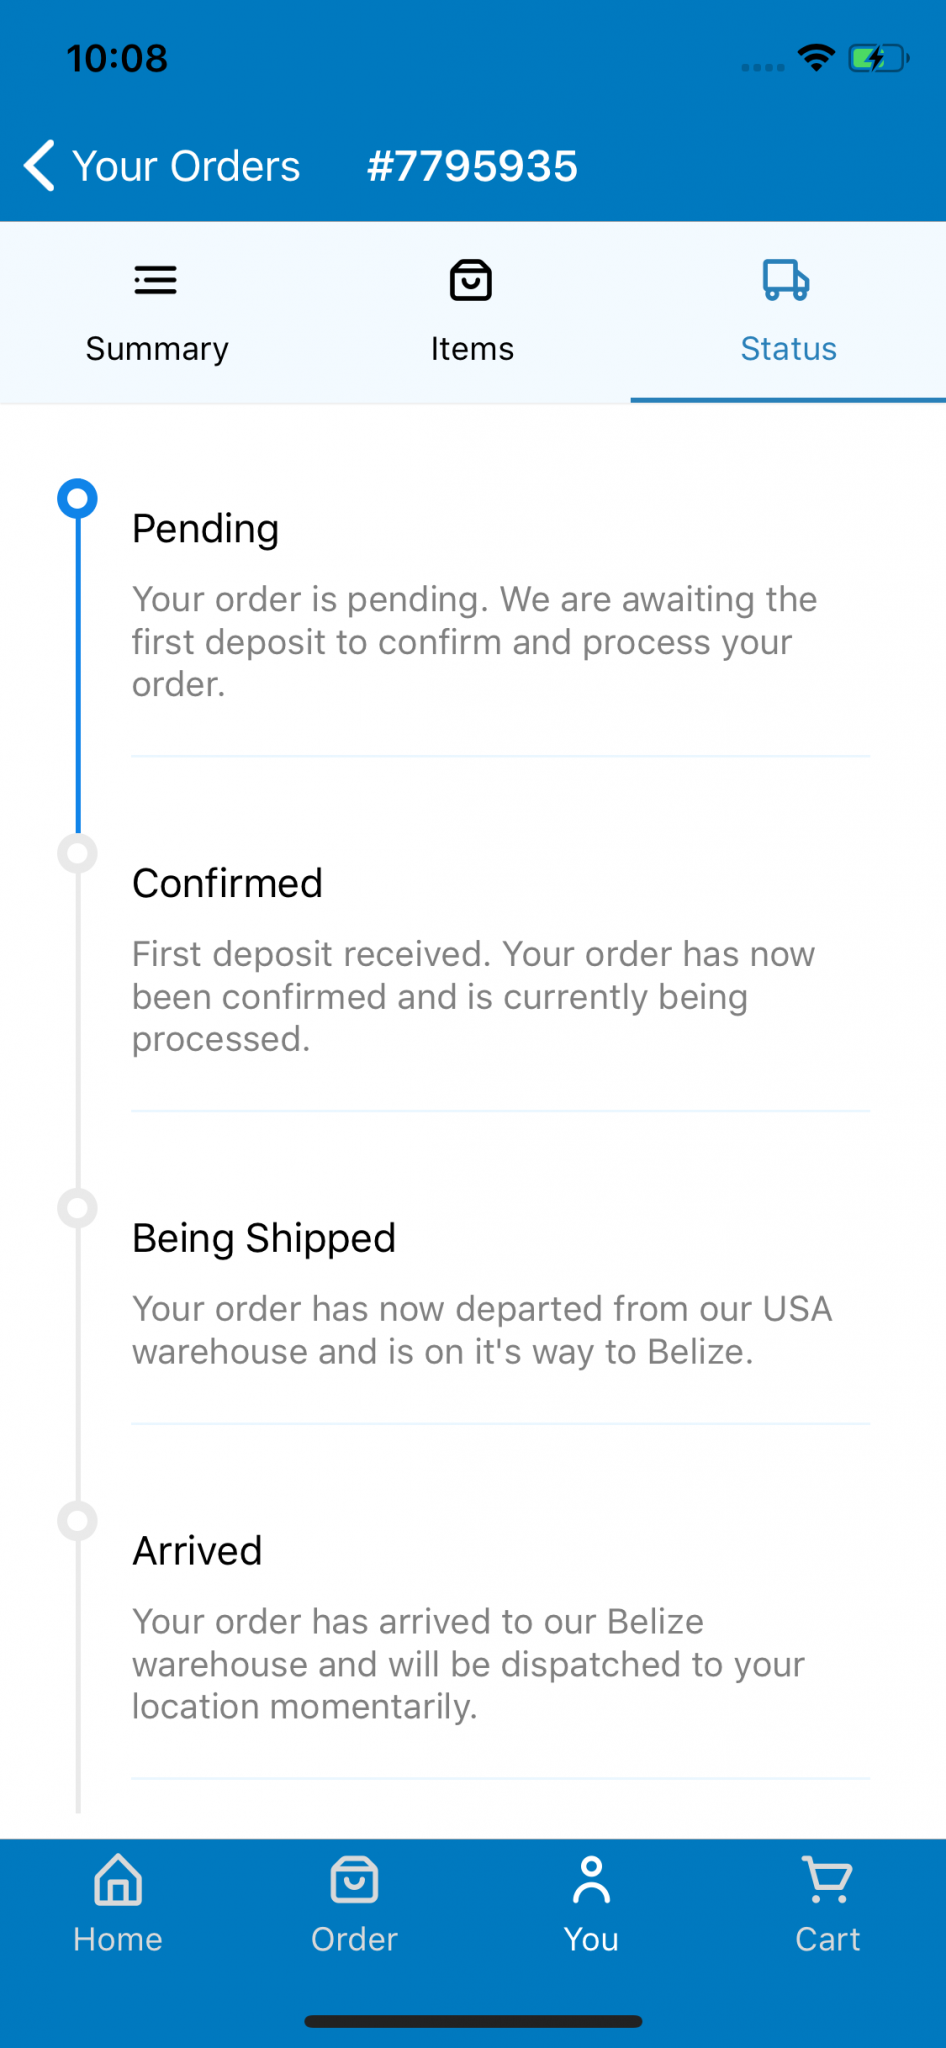 10:08
Your Orders #7795935
Summary Items Status
Pending
Your order is pending. We are awaiting the
first deposit to confirm and process your
order.
Confirmed
First deposit received. Your order has now
been confirmed and is currently being
processed.
Being Shipped
Your order has now departed from our USA
warehouse and is on it's way to Belize.
Arrived
Your order has arrived to our Belize
warehouse and will be dispatched to your
location momentarily.
Home Order You Cart